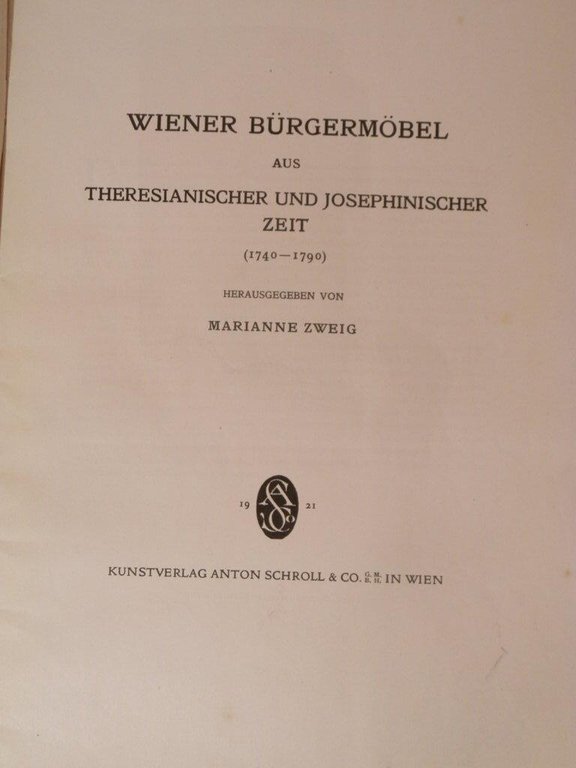 WIENER BÜRGERMÖBEL
AUS
THERESIANISCHER UND JOSEPHINISCHER
ZEIT
(1740—1790)
HERAUSGEGEBEN VON
MARIANNE ZWEIG
19 21
KUNSTVERLAG ANTON SCHROLL & CO. G. M. B. H. IN WIEN